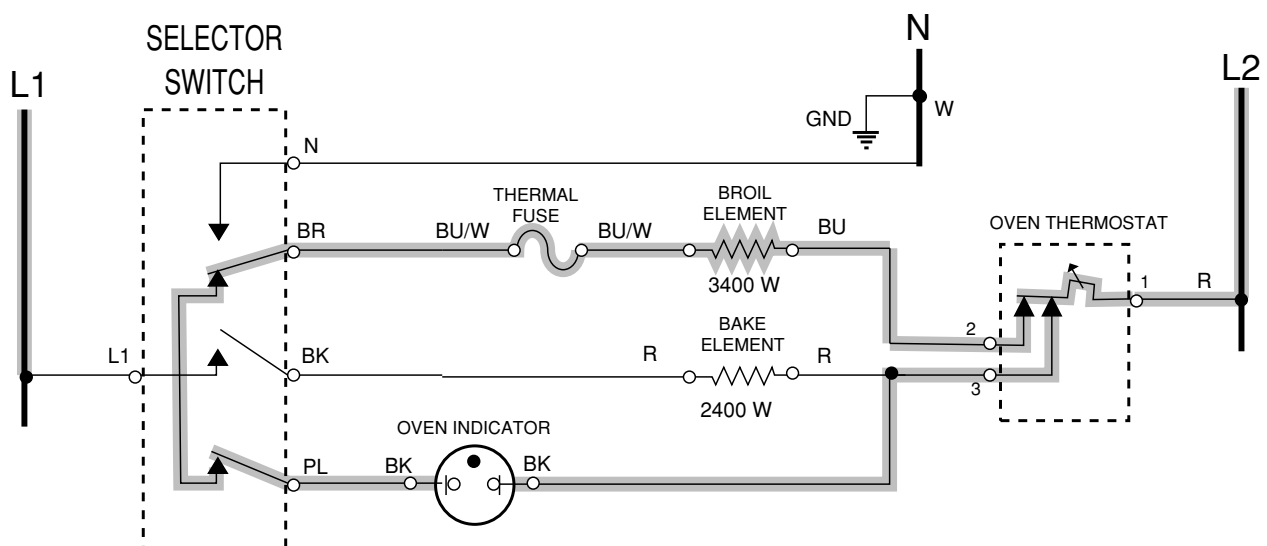 SELECTOR
SWITCH
L1
N
L2
GND
W
N
THERMAL
FUSE
BROIL
ELEMENT
BR
BU/W
BU/W
BU
OVEN THERMOSTAT
3400 W
1
R
BAKE
ELEMENT
2
L1
BK
R
R
3
2400 W
OVEN INDICATOR
PL
BK
BK